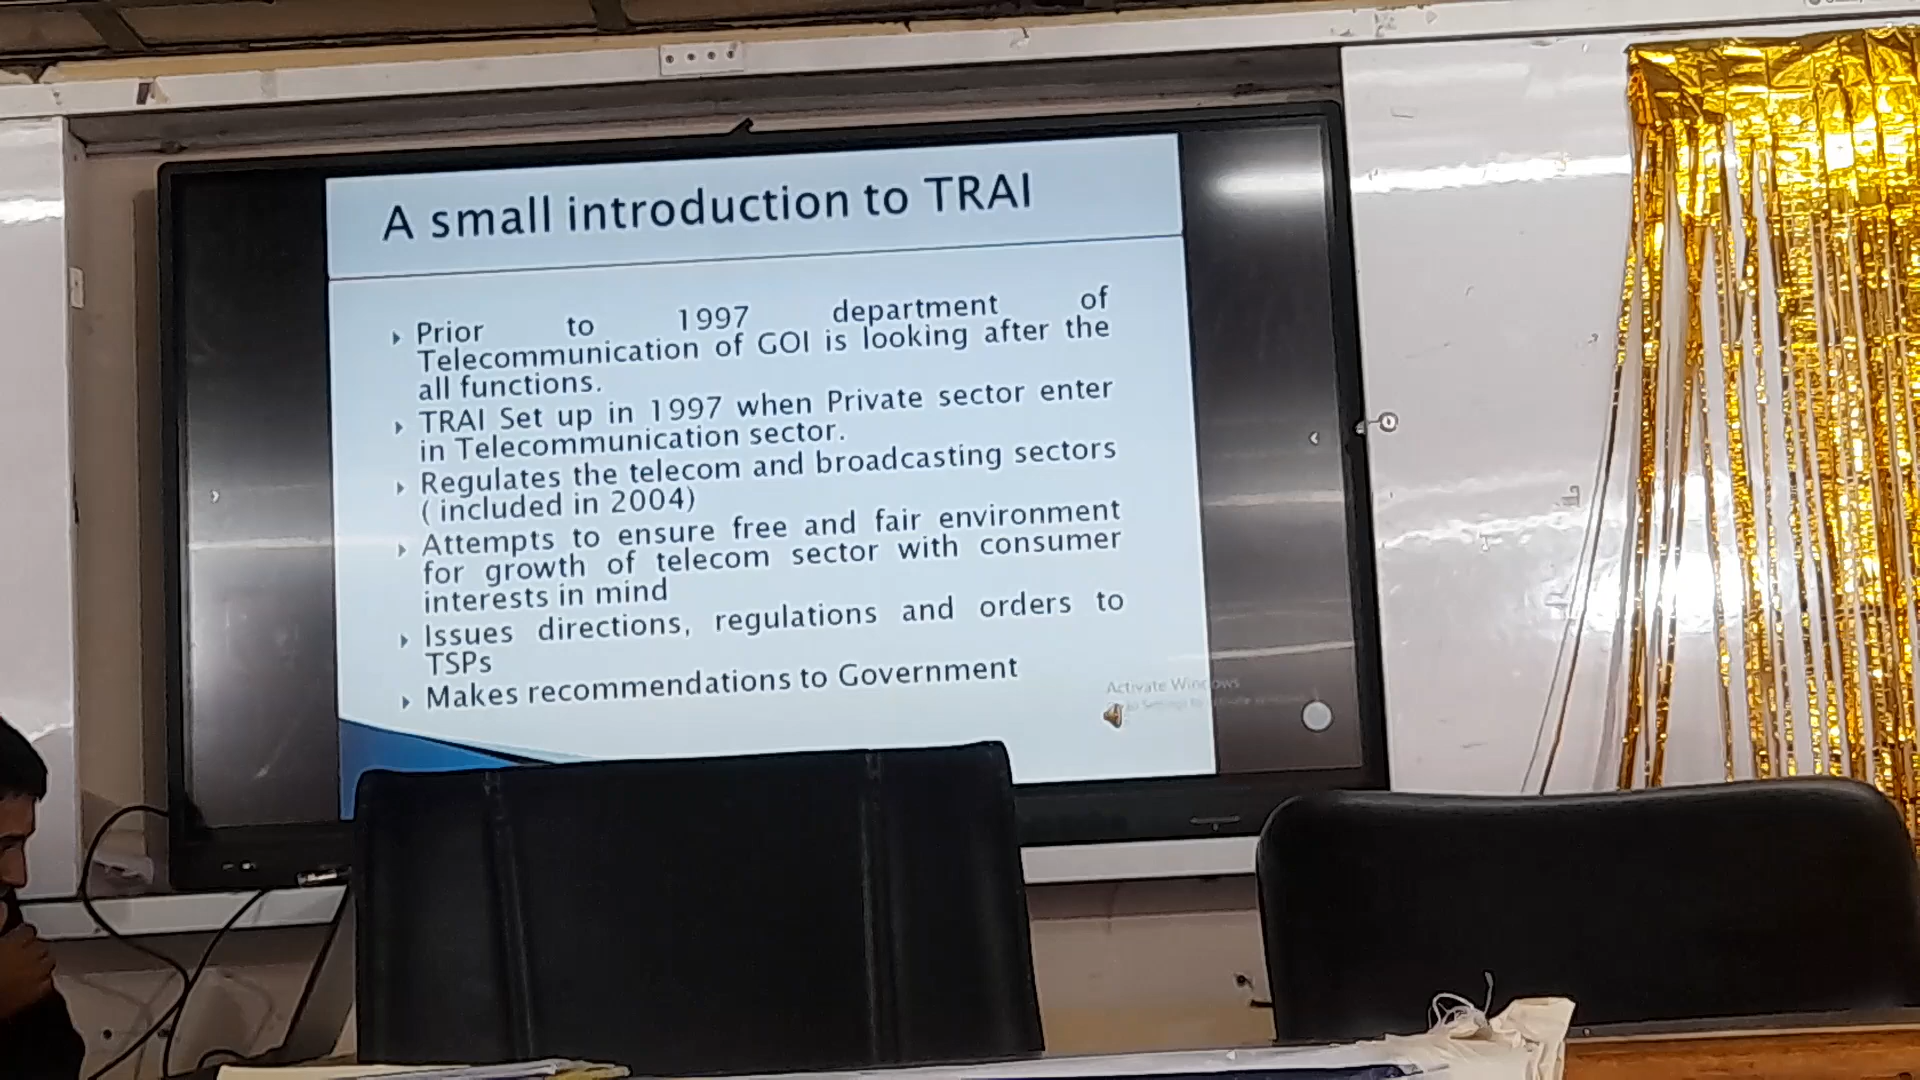 A small introduction to TRAI
Prior to 1997 department of
Telecommunication of GOI is looking after the
all functions.
TRAI Set up in 1997 when Private sector enter
in Telecommunication sector.
Regulates the telecom and broadcasting sectors
( included in 2004)
Attempts to ensure free and fair environment
for growth of telecom sector with consumer
interests in mind
Issues directions, regulations and orders to
TSPs
Makes recommendations to Government
Activate Windows